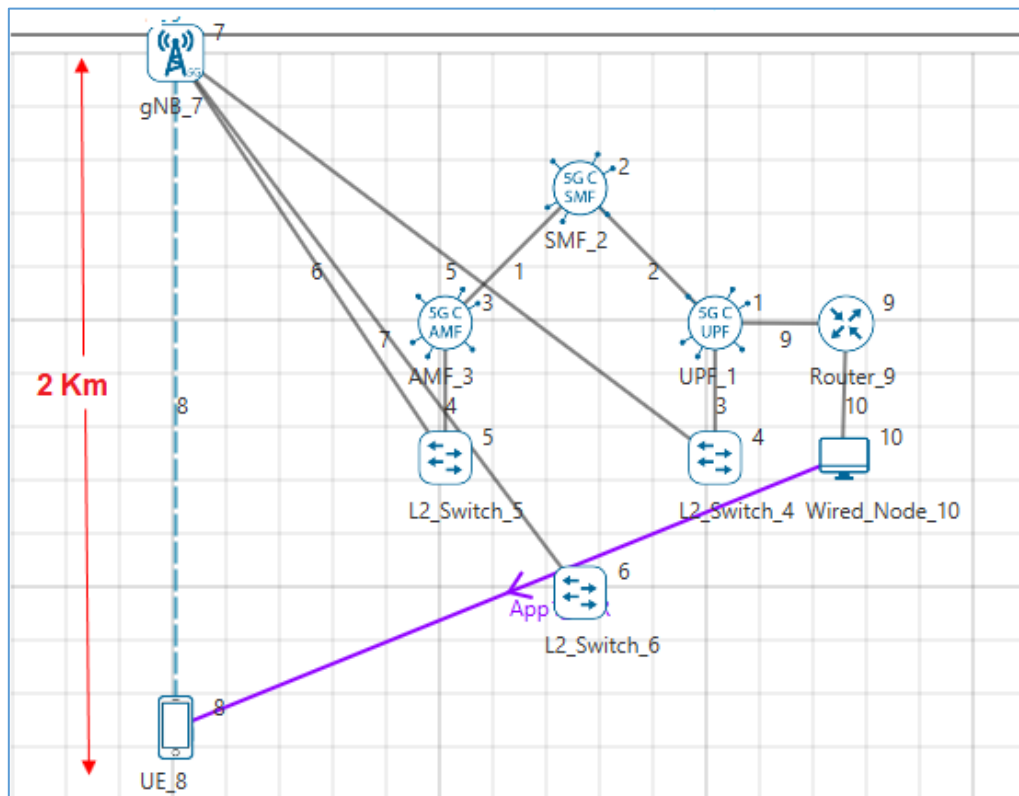 7
5G
gNB_7
5G C
SMF
2
SMF_2
6
5
1
2
5G C
AMF
3
5G C
UPF
1
9
9
7
AMF_3
UPF_1
Router_9
2 Km
8
4
3
10
5
4
10
L2_Switch_5
L2_Switch_4
Wired_Node_10
6
App
L2_Switch_6
8
UE_8